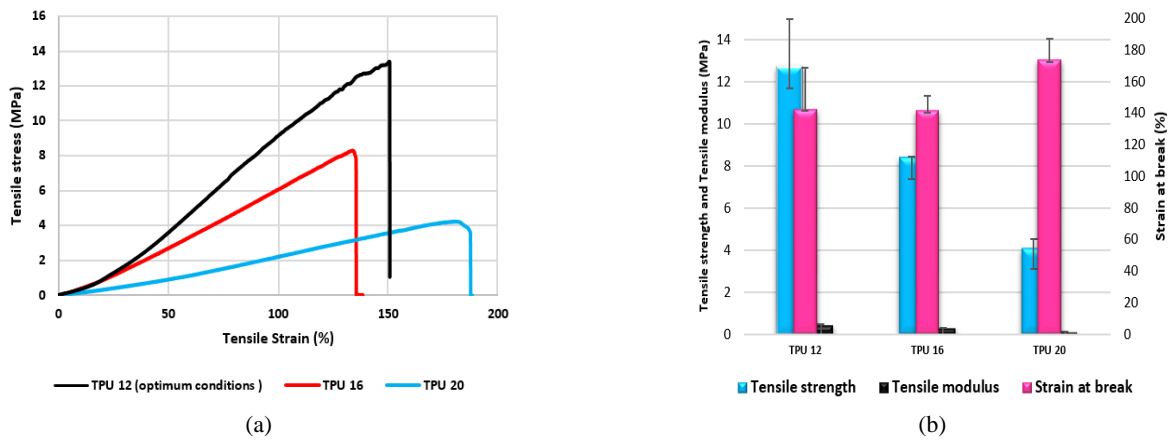 16
14
12
10
8
6
4
2
0
Tensile stress (MPa)
0 50 100 150 200
Tensile Strain (%)
TPU 12 (optimum conditions ) TPU 16 TPU 20
(a)
14
12
10
8
6
4
2
0
Tensile strength and Tensile modulus (MPa)
200
180
160
140
120
100
80
60
40
20
0
Strain at break (%)
TPU 12 TPU 16 TPU 20
Tensile strength Tensile modulus Strain at break
(b)